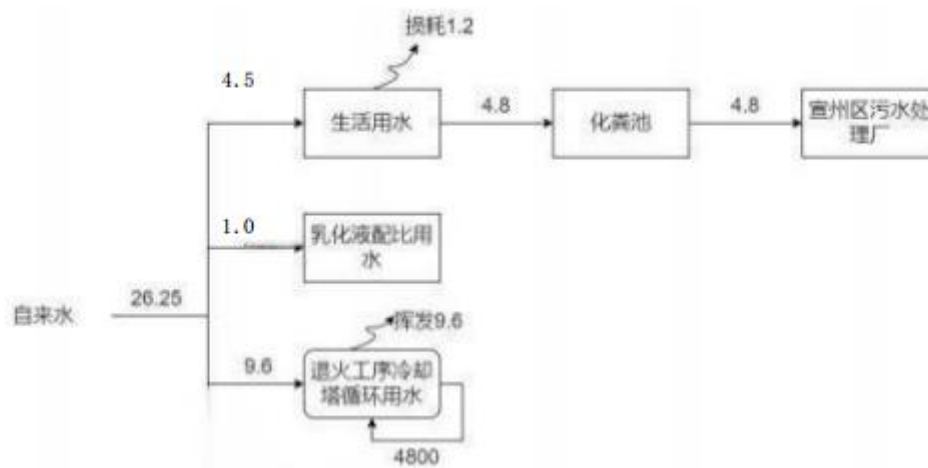 损耗1.2
4.5
生活用水
4.8
化粪池
4.8
宣州区污水处
理厂
1.0
乳化液配比用
水
自来水
26.25
挥发9.6
9.6
退火工序冷却
塔循环用水
4800